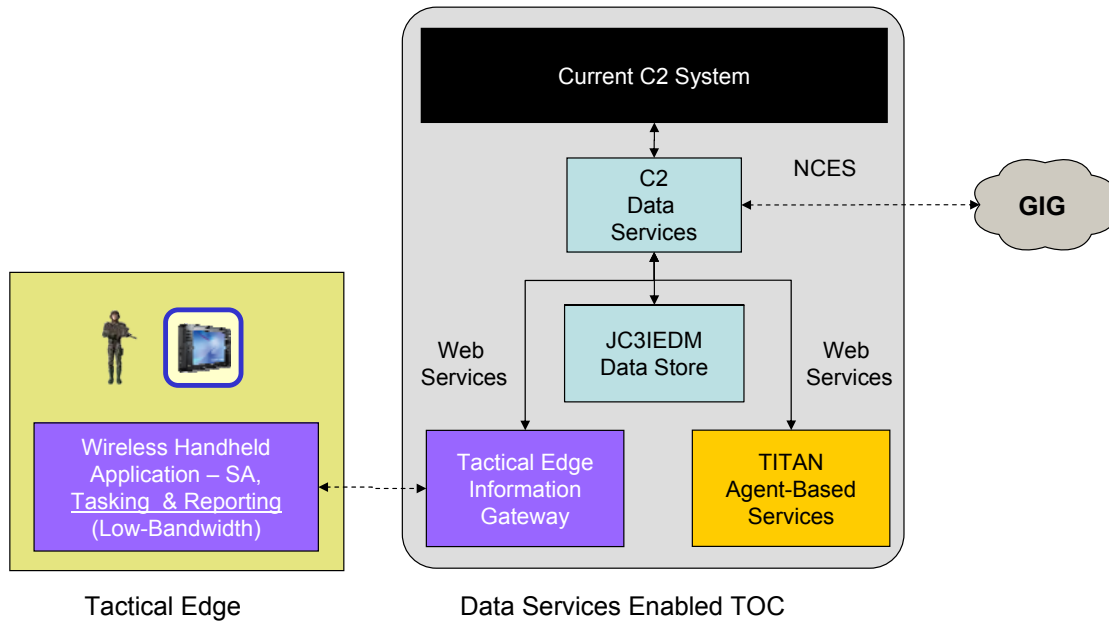 Current C2 System
C2
Data
Services
NCES
GIG
JC3IEDM
Data Store
Web
Services
Web
Services
Wireless Handheld
Application – SA,
Tasking & Reporting
(Low-Bandwidth)
Tactical Edge
Information
Gateway
TITAN
Agent-Based
Services
Tactical Edge
Data Services Enabled TOC